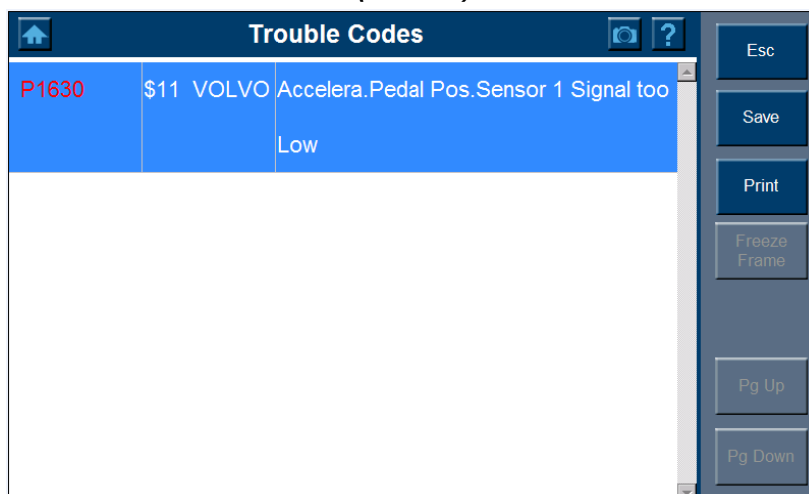 Trouble Codes
?
Esc
P1630 $11 VOLVO Accelera.Pedal Pos.Sensor 1 Signal too
Low
Save
Print
Freeze
Frame
Pg Up
Pg Down